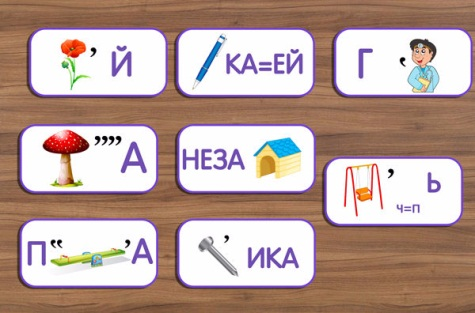 ’ Й
КА=ЕЙ
Г ,
’’’’ А
НЕЗА
’ Ь
Ч=П
П “ ’А
’ ИКА